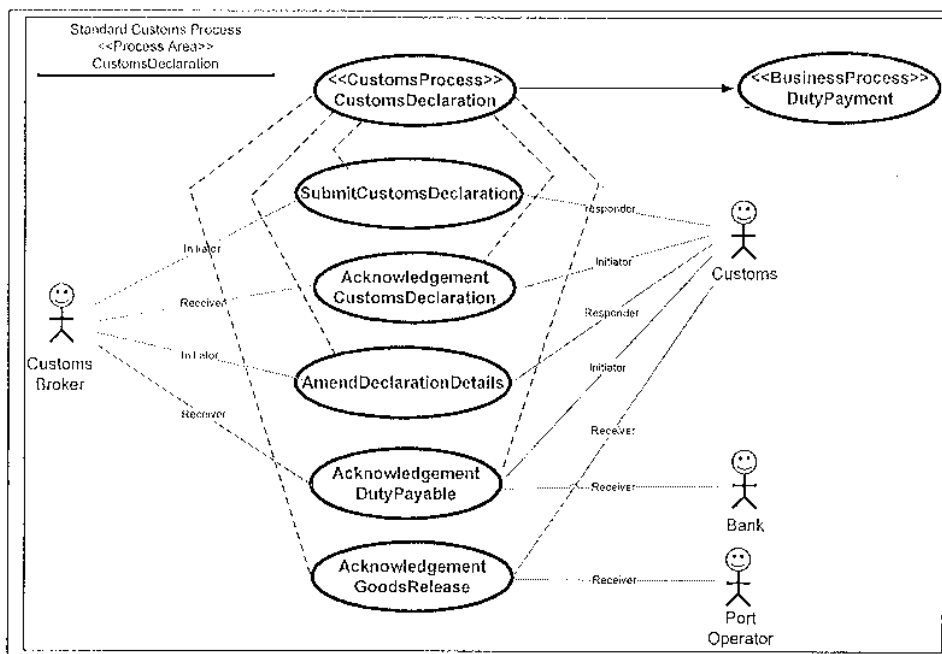 Standard Customs Process
<<Process Area>>
CustomsDeclaration
<<CustomsProcess>>
CustomsDeclaration
<<BusinessProcess>>
DutyPayment
SubmitCustomsDeclaration
responder
Initiator
Customs
Acknowledgement
CustomsDeclaration
Initiator
Receiver
Customs
Broker
Responder
Initiator
AmendDeclarationDetails
Initiator
Receiver
Receiver
Acknowledgement
DutyPayable
Receiver
Bank
Acknowledgement
GoodsRelease
Receiver
Port
Operator